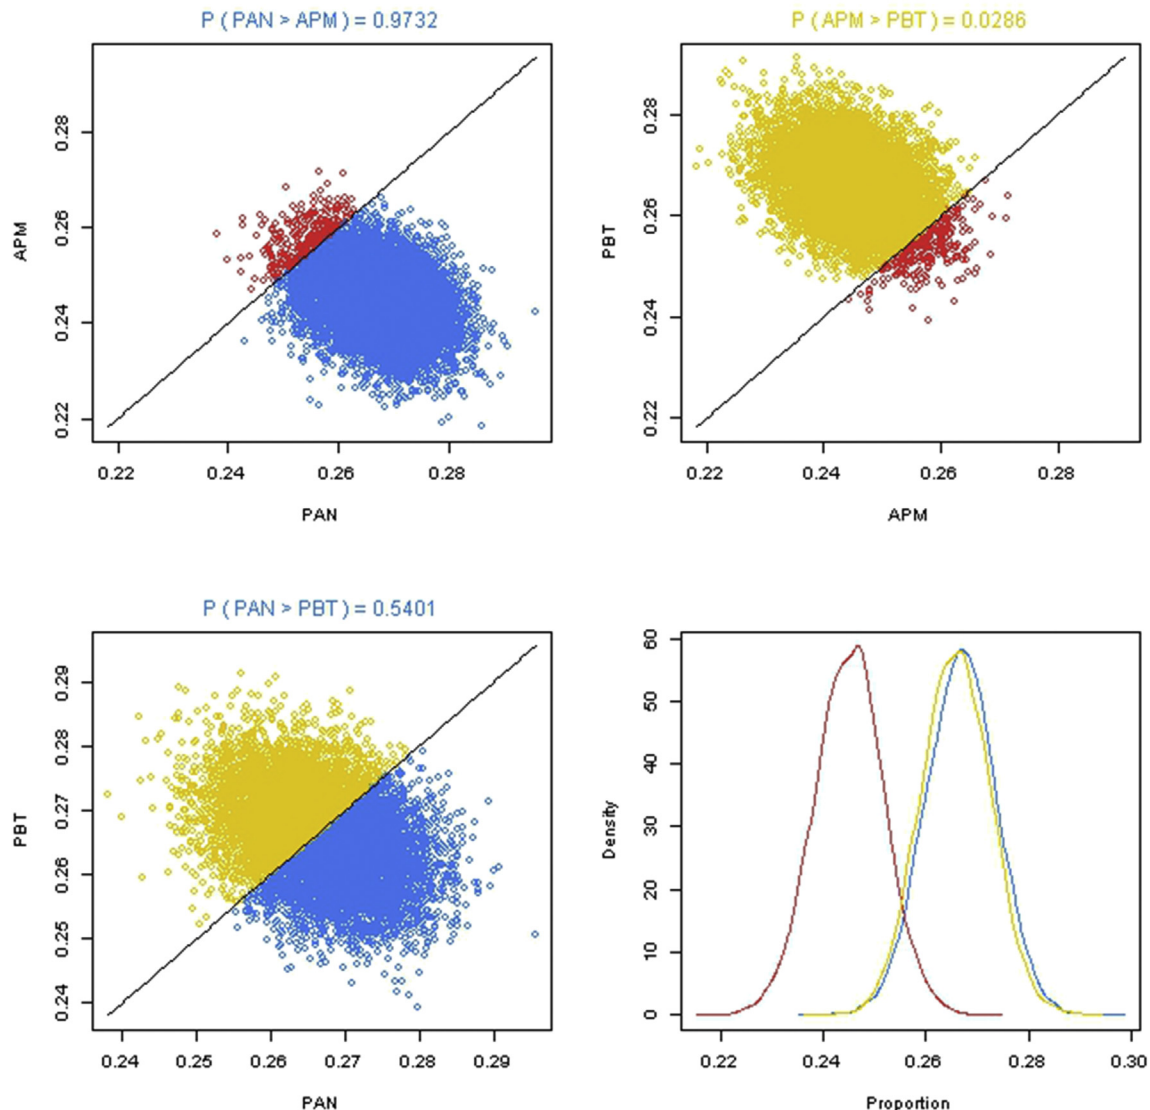 P ( PAN > APM ) = 0.9732
APM
0.28
0.26
0.24
0.22
0.22 0.24 0.26 0.28
PAN
P ( APM > PBT ) = 0.0286
PBT
0.28
0.26
0.24
0.22
0.22 0.24 0.26 0.28
APM
P ( PAN > PBT ) = 0.5401
PBT
0.29
0.28
0.27
0.26
0.25
0.24
0.24 0.25 0.26 0.27 0.28 0.29
PAN
Density
60
50
40
30
20
10
0
0.22 0.24 0.26 0.28 0.30
Proportion